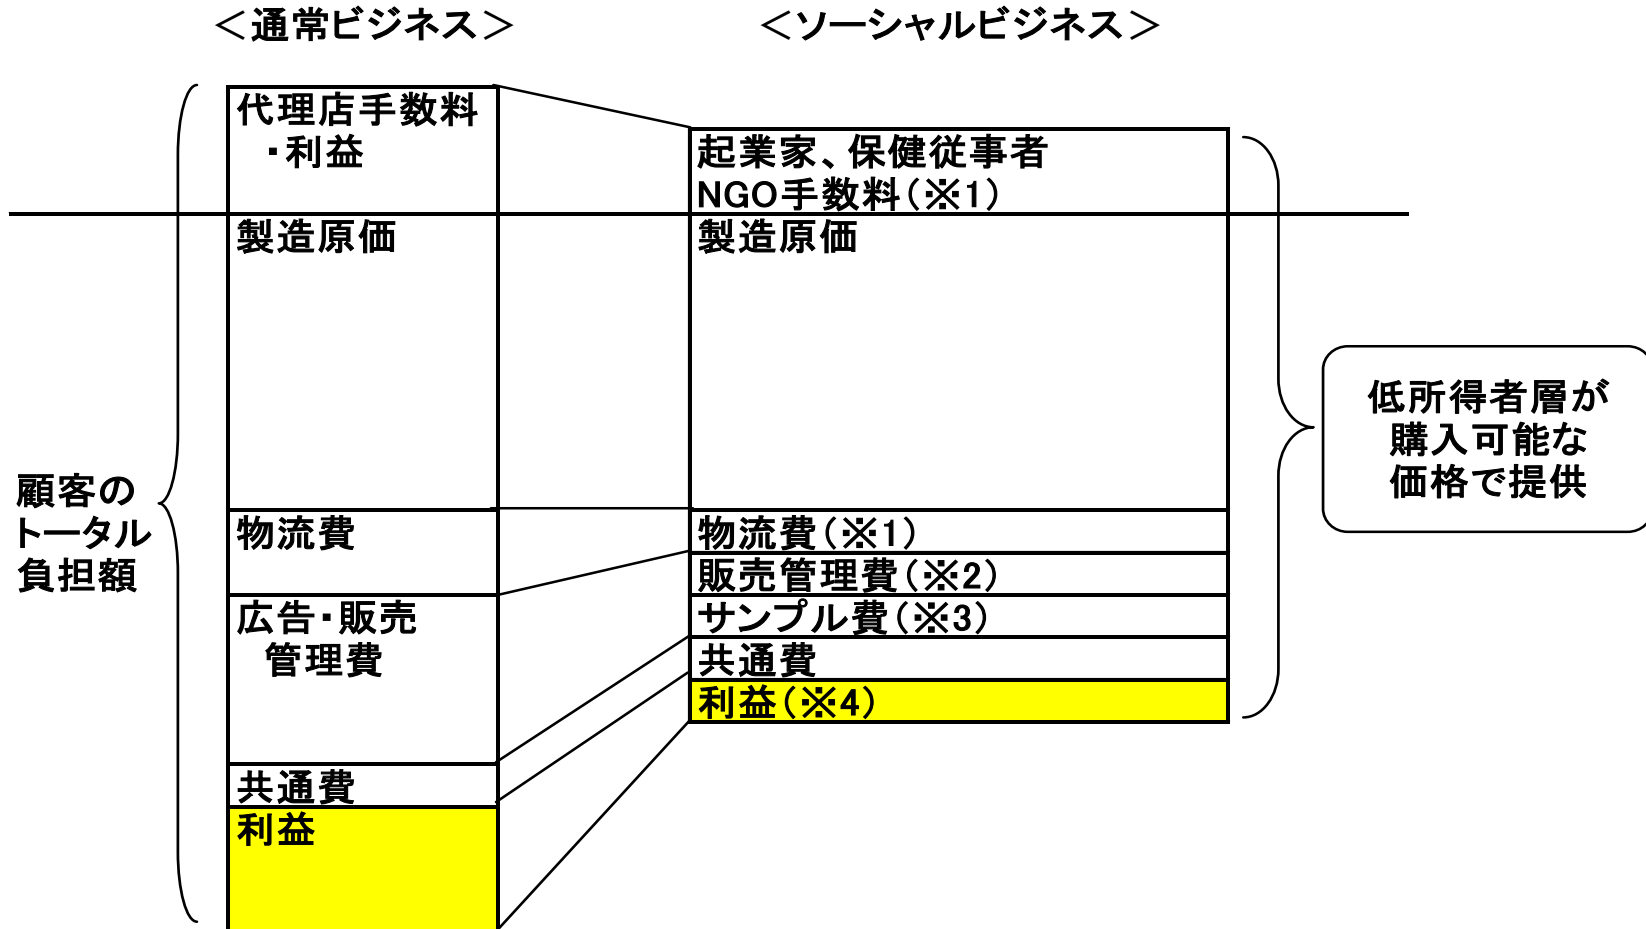 ＜通常ビジネス＞
＜ソーシャルビジネス＞
代理店手数料
・利益
製造原価
物流費
広告・販売
管理費
共通費
利益
顧客の
トータル
負担額
起業家、保健従事者
NGO手数料（※1）
製造原価
物流費（※1）
販売管理費（※2）
サンプル費（※3）
共通費
利益（※4）
低所得者層が
購入可能な
価格で提供